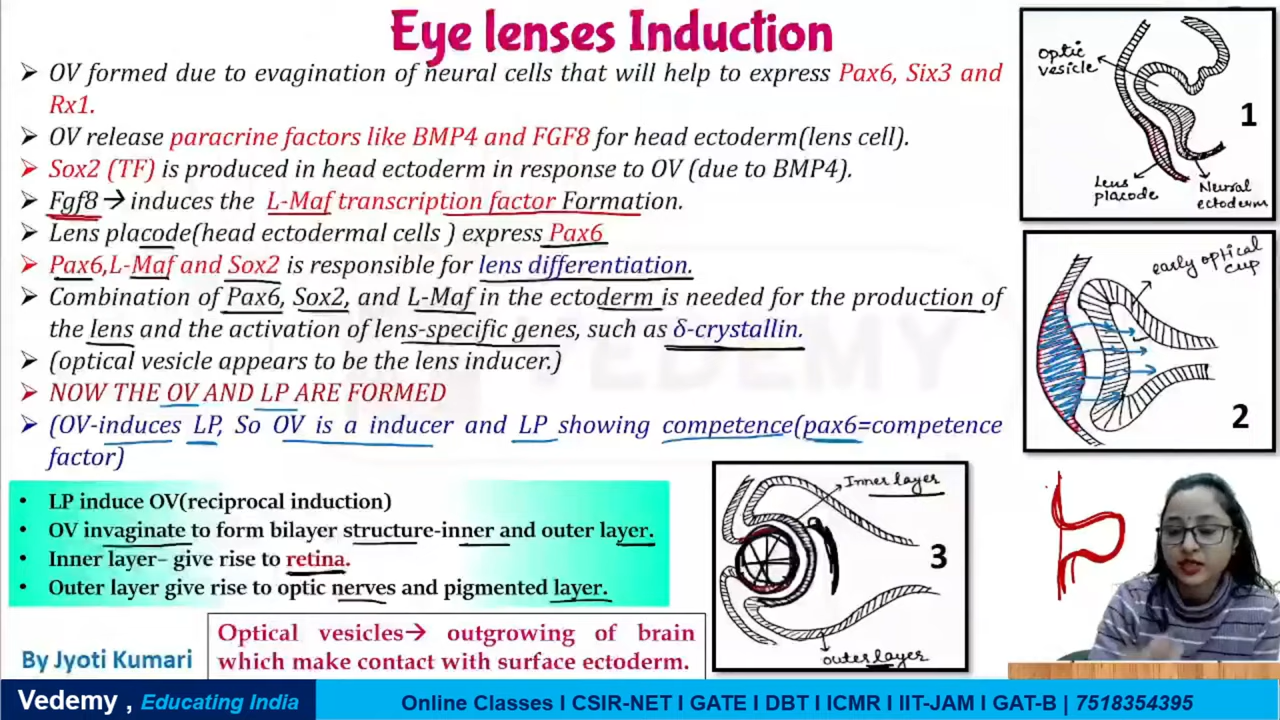 Eye lenses Induction
➢ OV formed due to evagination of neural cells that will help to express Pax6, Six3 and
Rx1.
➢ OV release paracrine factors like BMP4 and FGF8 for head ectoderm(lens cell).
➢ Sox2 (TF) is produced in head ectoderm in response to OV (due to BMP4).
➢ Fgf8 → induces the L-Maf transcription factor Formation.
➢ Lens placode(head ectodermal cells ) express Pax6
➢ Pax6,L-Maf and Sox2 is responsible for lens differentiation.
➢ Combination of Pax6, Sox2, and L-Maf in the ectoderm is needed for the production of
the lens and the activation of lens-specific genes, such as δ-crystallin.
➢ (optical vesicle appears to be the lens inducer.)
➢ NOW THE OV AND LP ARE FORMED
➢ (OV-induces LP, So OV is a inducer and LP showing competence(pax6=competence
factor)
• LP induce OV(reciprocal induction)
• OV invaginate to form bilayer structure-inner and outer layer.
• Inner layer– give rise to retina.
• Outer layer give rise to optic nerves and pigmented layer.
Optical vesicles→ outgrowing of brain
which make contact with surface ectoderm.
By Jyoti Kumari
optic
vesicle
1
Lens
placode
Neural
ectoderm
early optical
cup
2
Inner layer
3
outer layer
VEDEMY
Vedemy , Educating India
Online Classes I CSIR-NET I GATE I DBT I ICMR I IIT-JAM I GAT-B | 7518354395